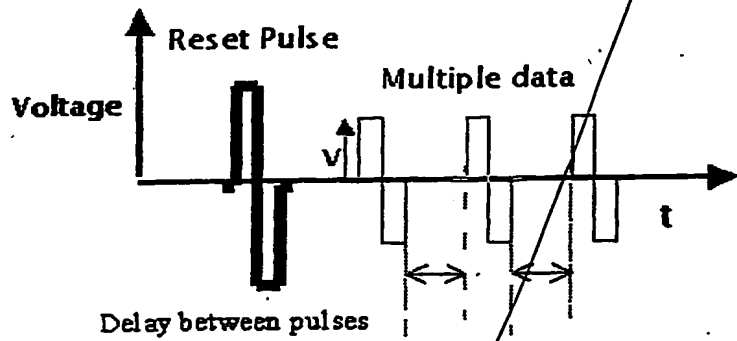 Reset Pulse
Multiple data
Voltage
V
t
Delay between pulses